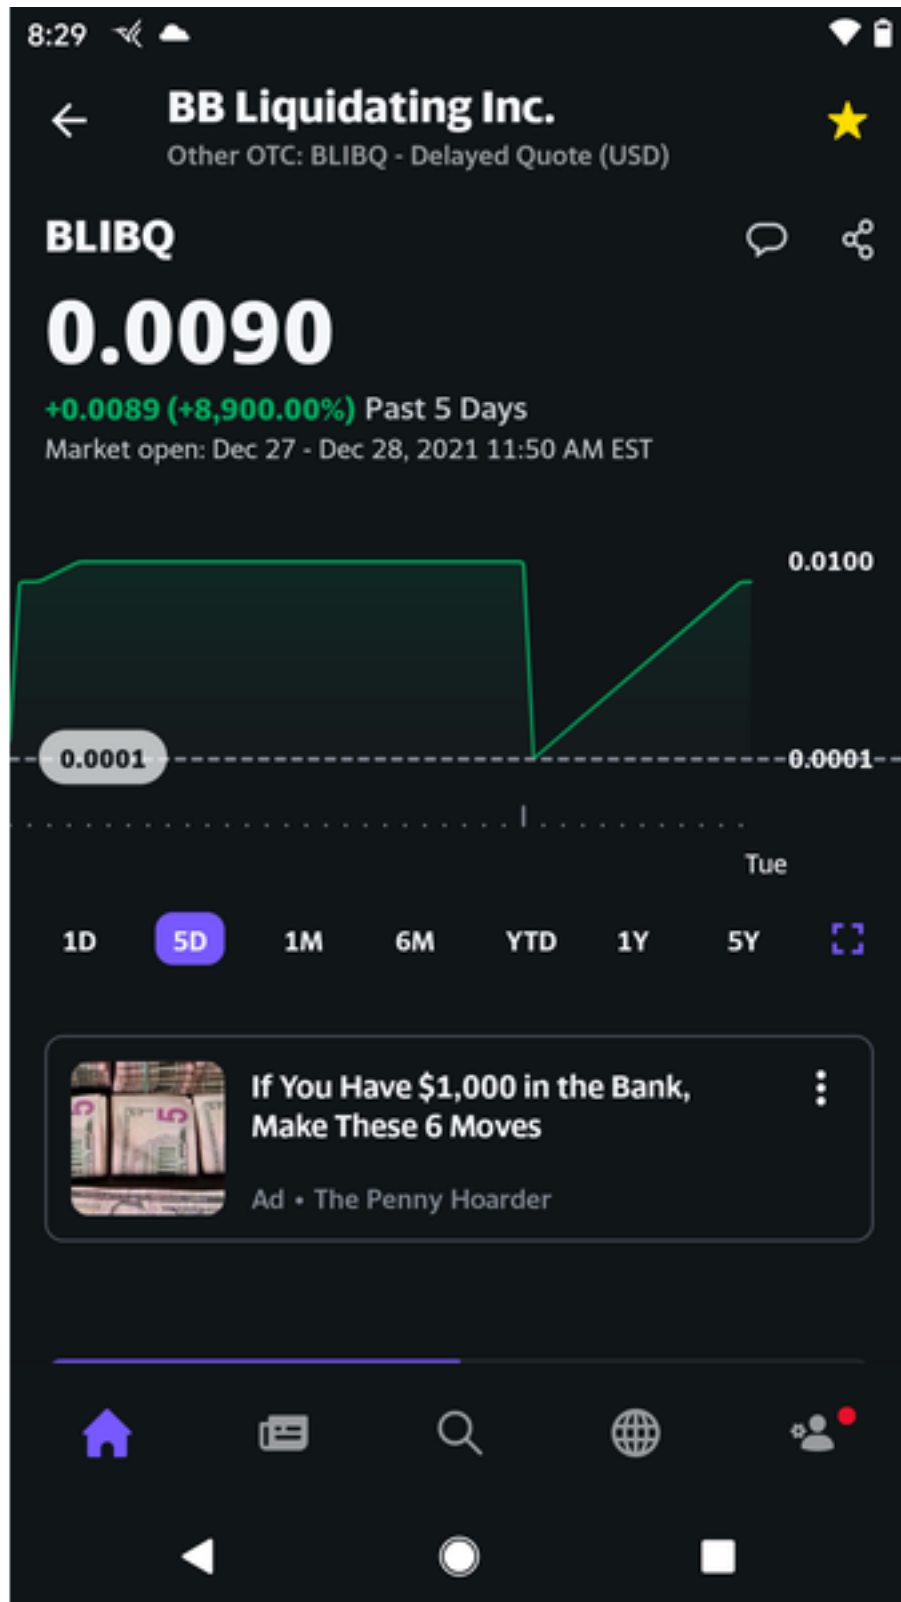 8:29
BB Liquidating Inc.
Other OTC: BLIBQ - Delayed Quote (USD)
BLIBQ
0.0090
+0.0089 (+8,900.00%) Past 5 Days
Market open: Dec 27 - Dec 28, 2021 11:50 AM EST
0.0100
0.0001
0.0001
Tue
1D 5D 1M 6M YTD 1Y 5Y
If You Have $1,000 in the Bank,
Make These 6 Moves
5 5
Ad • The Penny Hoarder